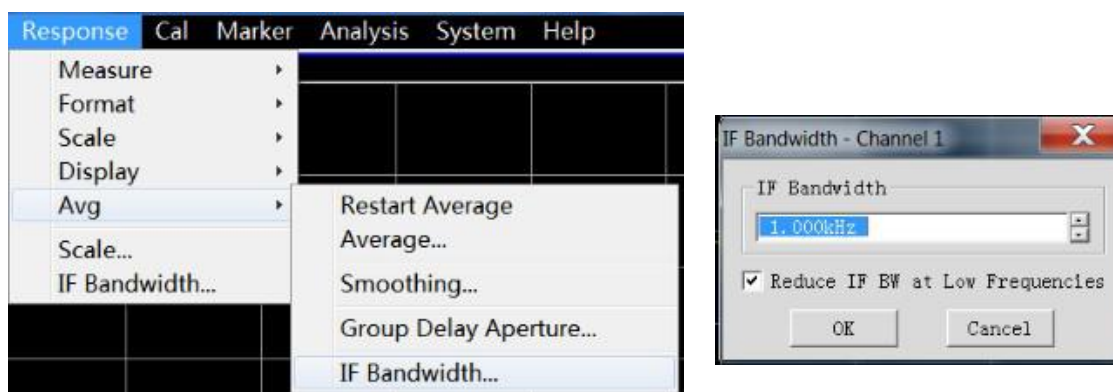 Response Cal Marker Analysis System Help
Measure
Format
Scale
Display
Avg
Scale...
IF Bandwidth...
Restart Average
Average...
Smoothing...
Group Delay Aperture...
IF Bandwidth...
IF Bandwidth - Channel 1
IF Bandwidth
1.000kHz
Reduce IF BW at Low Frequencies
OK Cancel